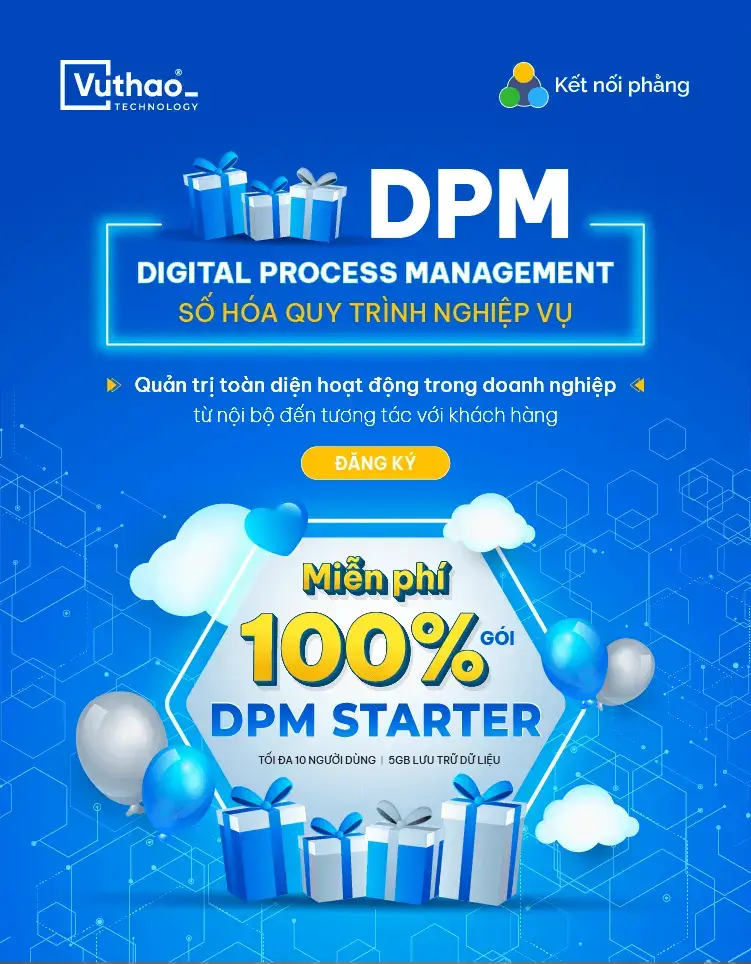 Vuthao®
TECHNOLOGY
Kết nối phẳng
DPM
DIGITAL PROCESS MANAGEMENT
SỐ HÓA QUY TRÌNH NGHIỆP VỤ
Quản trị toàn diện hoạt động trong doanh nghiệp
từ nội bộ đến tương tác với khách hàng
ĐĂNG KÝ
Miễn phí
100% GÓI
DPM STARTER
TỐI ĐA 10 NGƯỜI DÙNG | 5GB LƯU TRỮ DỮ LIỆU